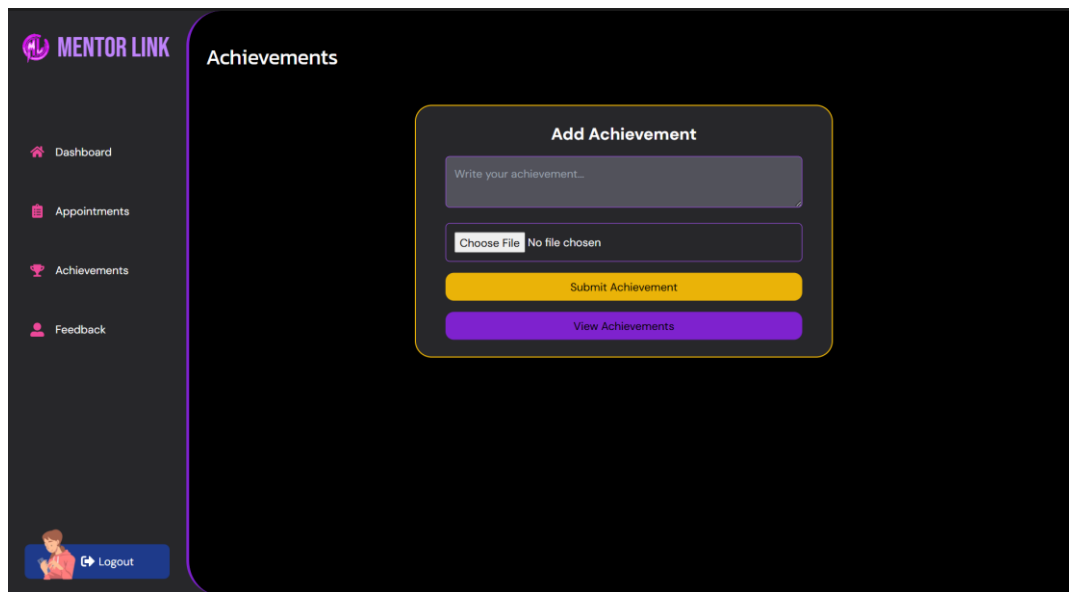 ML MENTOR LINK
Achievements
Dashboard
Appointments
Achievements
Feedback
Logout
Add Achievement
Write your achievement...
Choose File No file chosen
Submit Achievement
View Achievements